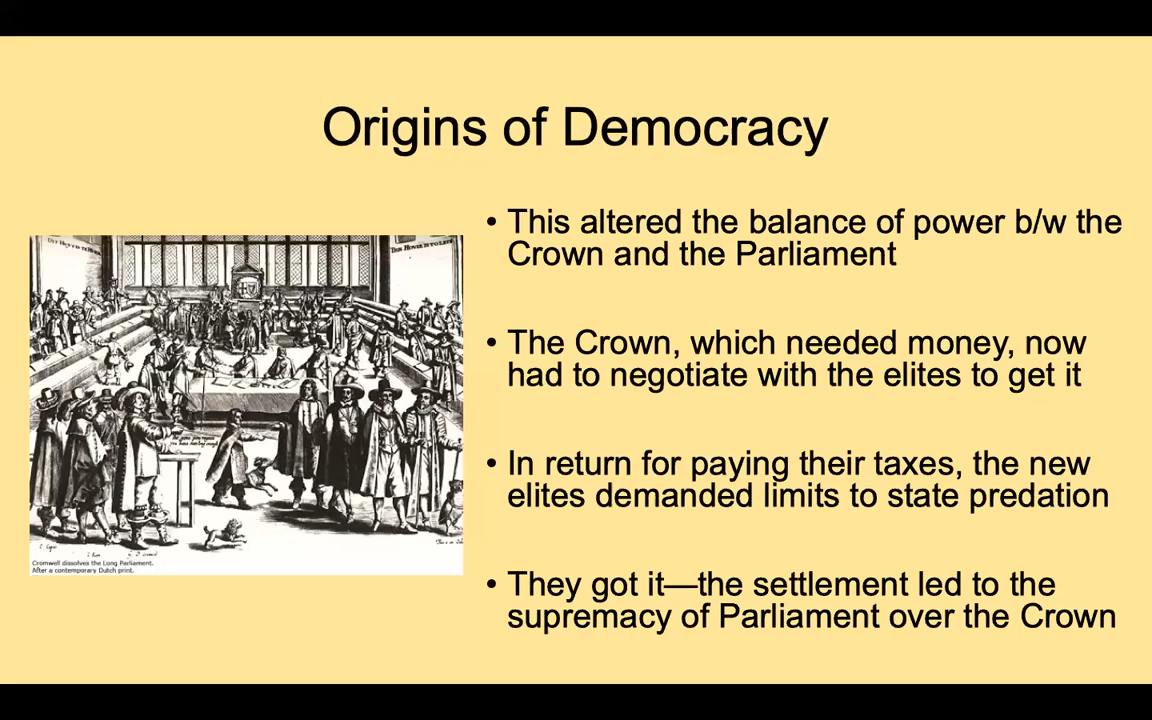 Origins of Democracy
• This altered the balance of power b/w the
Crown and the Parliament
• The Crown, which needed money, now
had to negotiate with the elites to get it
• In return for paying their taxes, the new
elites demanded limits to state predation
• They got it—the settlement led to the
supremacy of Parliament over the Crown
Cromwell dissolves the Long Parliament.
After a contemporary Dutch print.